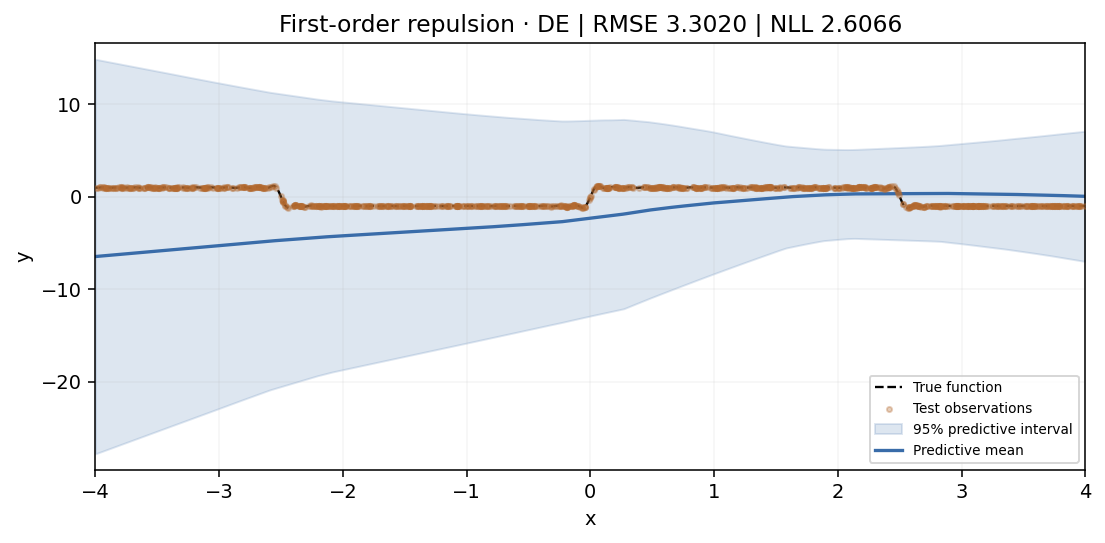 First-order repulsion · DE | RMSE 3.3020 | NLL 2.6066
10
0
−10
−20
y
−4
−3
−2
−1
0
1
2
3
4
x
True function
Test observations
95% predictive interval
Predictive mean